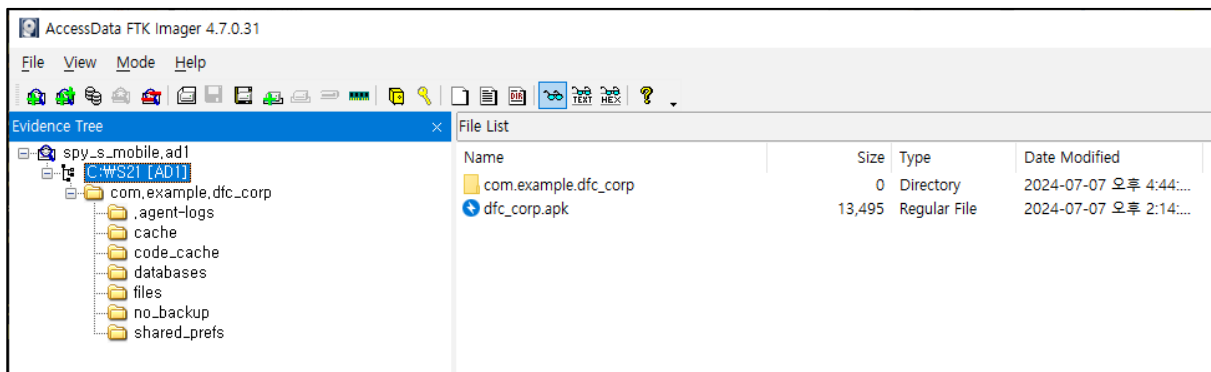 AccessData FTK Imager 4.7.0.31
File View Mode Help
TEXT HEX
Evidence Tree × File List
spy_s_mobile.ad1
C:₩S21 [AD1]
com.example.dfc_corp
.agent-logs
cache
code_cache
databases
files
no_backup
shared_prefs
Name Size Type Date Modified
com.example.dfc_corp 0 Directory 2024-07-07 오후 4:44:...
dfc_corp.apk 13,495 Regular File 2024-07-07 오후 2:14:...